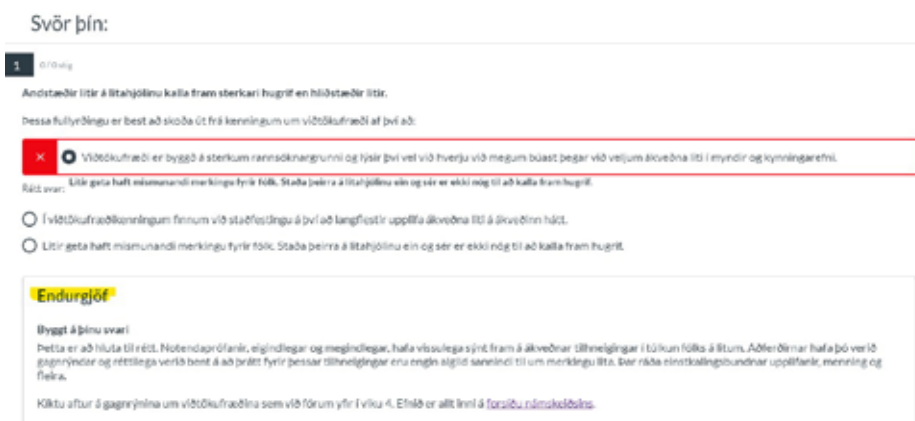 Svör þín:
1 0 / 0 stig
Andstæðir litir á litahjólinu kalla fram sterkari hugrif en hliðstæðir litir.
Þessa fullyrðingu er best að skoða út frá kenningum um viðtökufræði af því að:
Viðtökufræði er byggð á sterkum rannsóknargrunni og lýsir því vel við hverju við megum búast þegar við veljum ákveðna liti í myndir og kynningarefni.
Rétt svar: Litir geta haft mismunandi merkingu fyrir fólk. Staða þeirra á litahjólinu ein og sér er ekki nóg til að kalla fram hugrif.
Í viðtökufræðikenningum finnum við staðfestingu á því að langflestir upplifa ákveðna liti á ákveðinn hátt.
Litir geta haft mismunandi merkingu fyrir fólk. Staða þeirra á litahjólinu ein og sér er ekki nóg til að kalla fram hugrif.
Endurgjöf
Byggt á þínu svari
Þetta er að hluta til rétt. Notendaprófanir, eigindlegar og megindlegar, hafa vissulega sýnt fram á ákveðnar tilhneigingar í túlkun fólks á litum. Aðferðirnar hafa þó verið
gagnrýndar og réttilega verið bent á að þrátt fyrir þessar tilhneigingar eru engin algild sannindi til um merkingu lita. Þar ráða einstkalingsbundnar upplifanir, menning og
fleira.
Kíktu aftur á gagnrýnina um viðtökufræðina sem við fórum yfir í viku 4. Efnið er allt inni á forsíðu námskeiðsins.